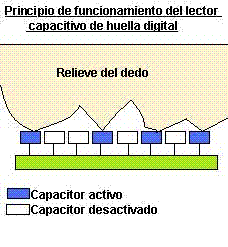 Principio de funcionamiento del lector
capacitivo de huella digital
Relieve del dedo
Capacitor activo
Capacitor desactivado